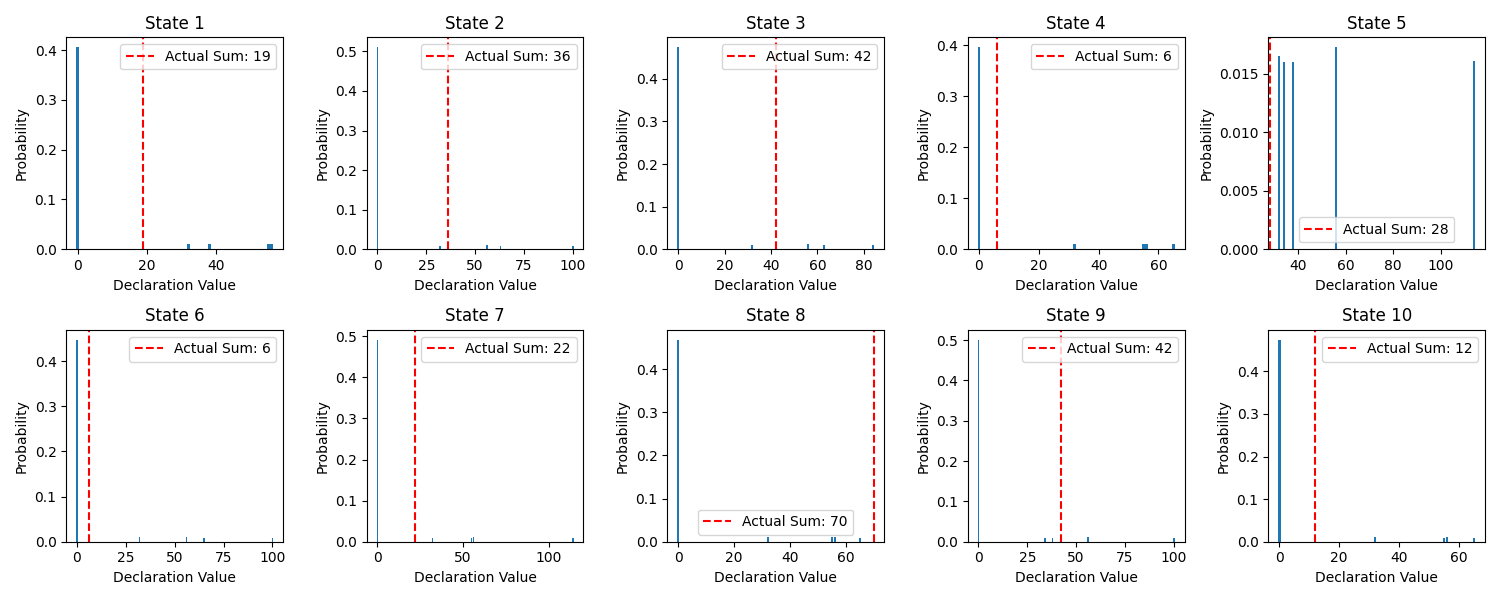 State 1
State 2
State 3
State 4
State 5
Probability
0.4
0.3
0.2
0.1
0.0
Actual Sum: 19
0
20
40
Declaration Value
Probability
0.5
0.4
0.3
0.2
0.1
0.0
Actual Sum: 36
0
25
50
75
100
Declaration Value
Probability
0.4
0.3
0.2
0.1
0.0
Actual Sum: 42
0
20
40
60
80
Declaration Value
Probability
0.4
0.3
0.2
0.1
0.0
Actual Sum: 6
0
20
40
60
Declaration Value
Probability
0.015
0.010
0.005
0.000
Actual Sum: 28
40
60
80
100
Declaration Value
State 6
State 7
State 8
State 9
State 10
Probability
0.4
0.3
0.2
0.1
0.0
Actual Sum: 6
0
25
50
75
100
Declaration Value
Probability
0.5
0.4
0.3
0.2
0.1
0.0
Actual Sum: 22
0
50
100
Declaration Value
Probability
0.4
0.3
0.2
0.1
0.0
Actual Sum: 70
0
20
40
60
Declaration Value
Probability
0.5
0.4
0.3
0.2
0.1
0.0
Actual Sum: 42
0
25
50
75
100
Declaration Value
Probability
0.4
0.3
0.2
0.1
0.0
Actual Sum: 12
0
20
40
60
Declaration Value